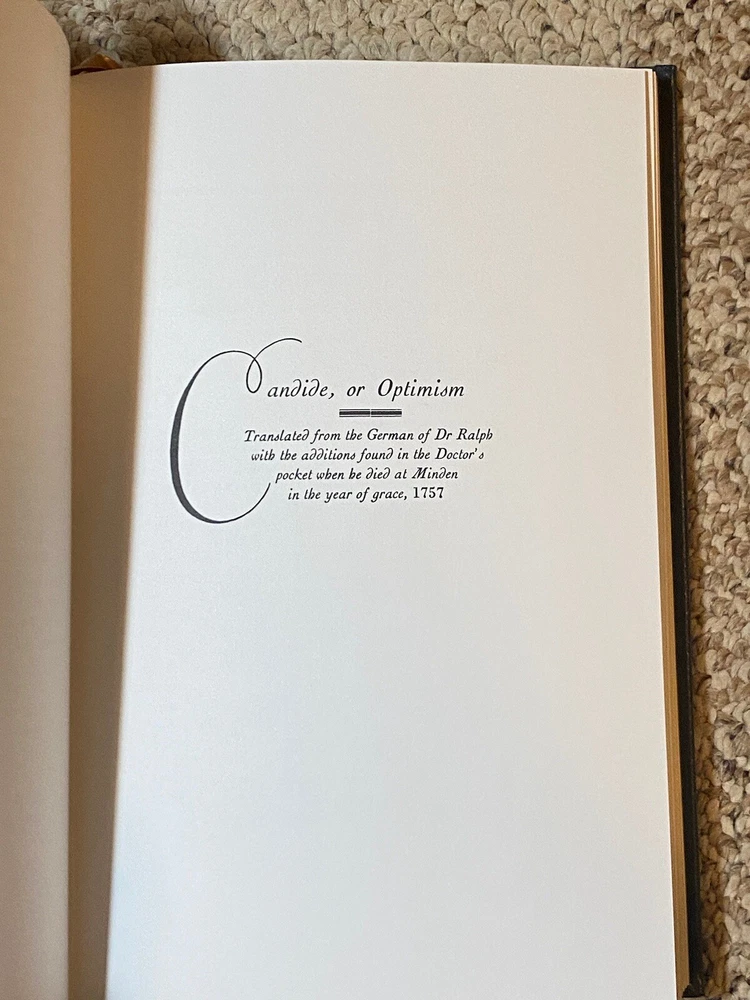 Candide, or Optimism
Translated from the German of Dr Ralph
with the additions found in the Doctor's
pocket when he died at Minden
in the year of grace, 1757